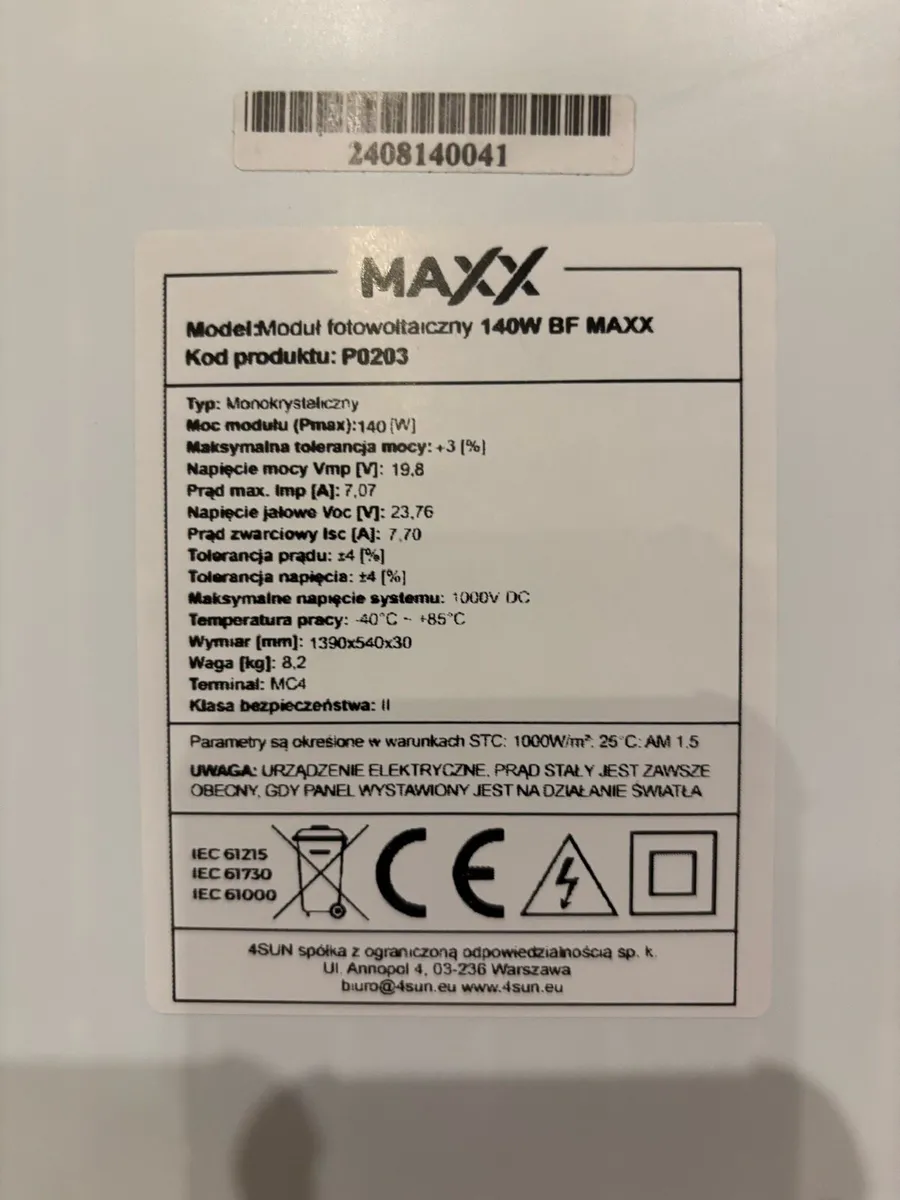 2408140041
MAXX
Model:Moduł fotowoltaiczny 140W BF MAXX
Kod produktu: P0203
Typ: Monokrystaliczny
Moc modułu (Pmax):140 [W]
Maksymalna tolerancja mocy: +3 [%]
Napięcie mocy Vmp [V]: 19,8
Prąd max. Imp [A]: 7,07
Napięcie jałowe Voc [V]: 23,76
Prąd zwarciowy Isc [A]: 7,70
Tolerancja prądu: ±4 [%]
Tolerancja napięcia: ±4 [%]
Maksymalne napięcie systemu: 1000V DC
Temperatura pracy: -40°C ~ +85°C
Wymiar [mm]: 1390x540x30
Waga [kg]: 8,2
Terminal: MC4
Klasa bezpieczeństwa: II
Parametry są określone w warunkach STC: 1000W/m², 25°C; AM 1.5
UWAGA: URZĄDZENIE ELEKTRYCZNE. PRĄD STAŁY JEST ZAWSZE
OBECNY, GDY PANEL WYSTAWIONY JEST NA DZIAŁANIE ŚWIATŁA
IEC 61215
IEC 61730
IEC 61000
CE
4SUN spółka z ograniczoną odpowiedzialnością sp. k.
Ul. Annopol 4, 03-236 Warszawa
biuro@4sun.eu www.4sun.eu